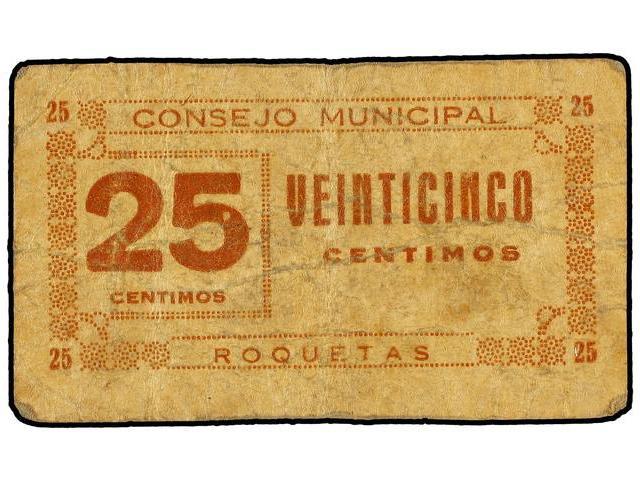 25 CONSEJO MUNICIPAL 25
25 VEINTICINCO
CENTIMOS
CENTIMOS
25 ROQUETAS 25